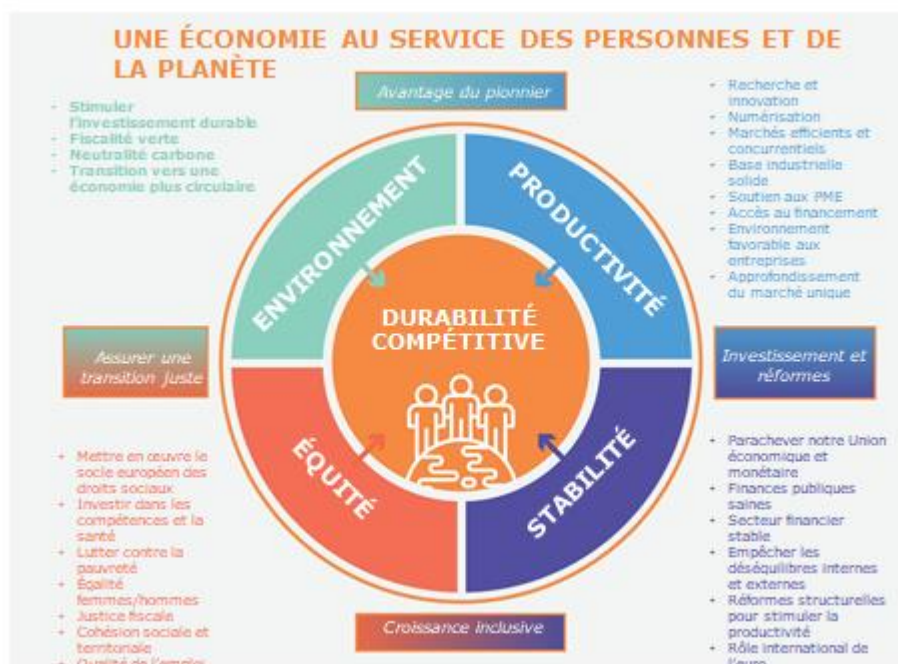 UNE ÉCONOMIE AU SERVICE DES PERSONNES ET DE
LA PLANÈTE
Avantage du pionnier
- Stimuler
l'investissement durable
- Fiscalité verte
- Neutralité carbone
- Transition vers une
économie plus circulaire
- Recherche et
innovation
- Numérisation
- Marchés efficients et
concurrentiels
- Base industrielle
solide
- Soutien aux PME
- Accès au financement
- Environnement
favorable aux
entreprises
- Approfondissement
du marché unique
ENVIRONNEMENT
PRODUCTIVITÉ
DURABILITÉ
COMPÉTITIVE
Assurer une
transition juste
Investissement et
réformes
ÉQUITÉ
STABILITÉ
+ Mettre en œuvre le
socle européen des
droits sociaux
+ Investir dans les
compétences et la
santé
+ Lutter contre la
pauvreté
+ Égalité
femmes/hommes
+ Justice fiscale
+ Cohésion sociale et
territoriale
+ Qualité de l'emploi
+ Parachever notre Union
économique et
monétaire
+ Finances publiques
saines
+ Secteur financier
stable
+ Empêcher les
déséquilibres internes
et externes
+ Réformes structurelles
pour stimuler la
productivité
+ Rôle international de
l'euro
Croissance inclusive